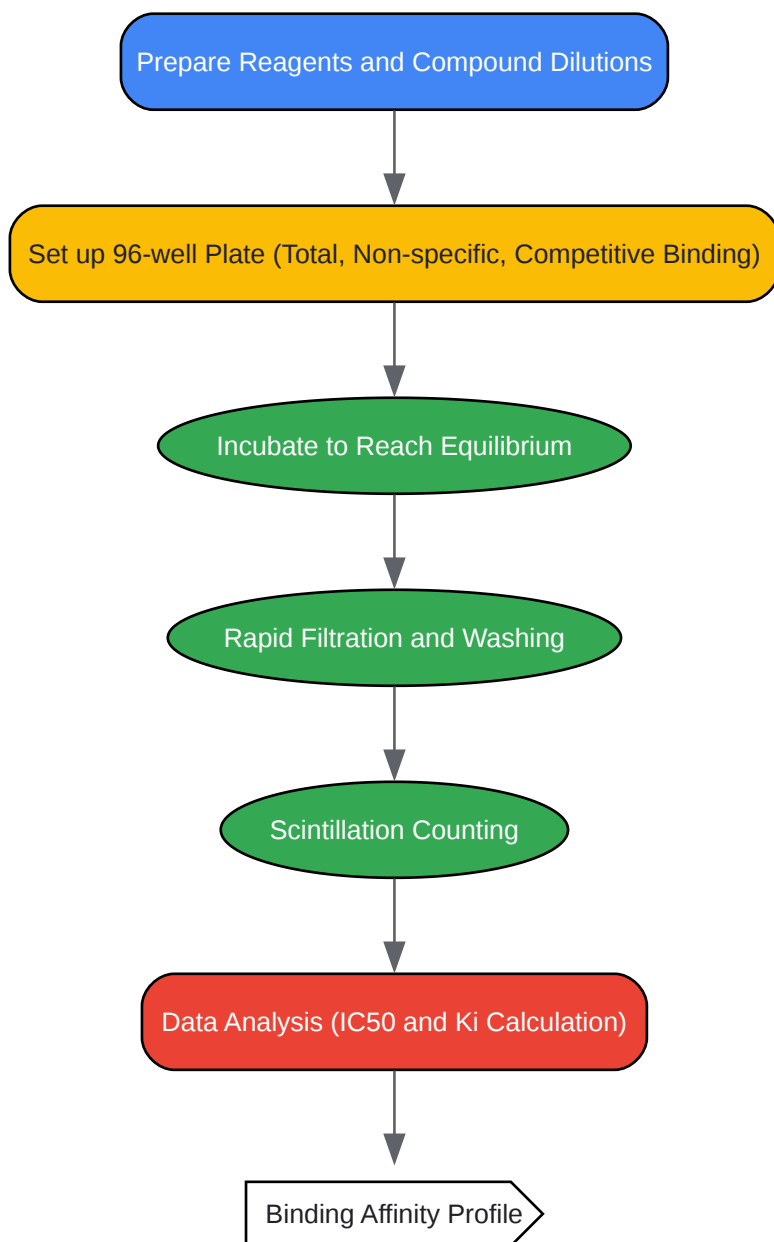 Prepare Reagents and Compound Dilutions
Set up 96-well Plate (Total, Non-specific, Competitive Binding)
Incubate to Reach Equilibrium
Rapid Filtration and Washing
Scintillation Counting
Data Analysis (IC50 and Ki Calculation)
Binding Affinity Profile